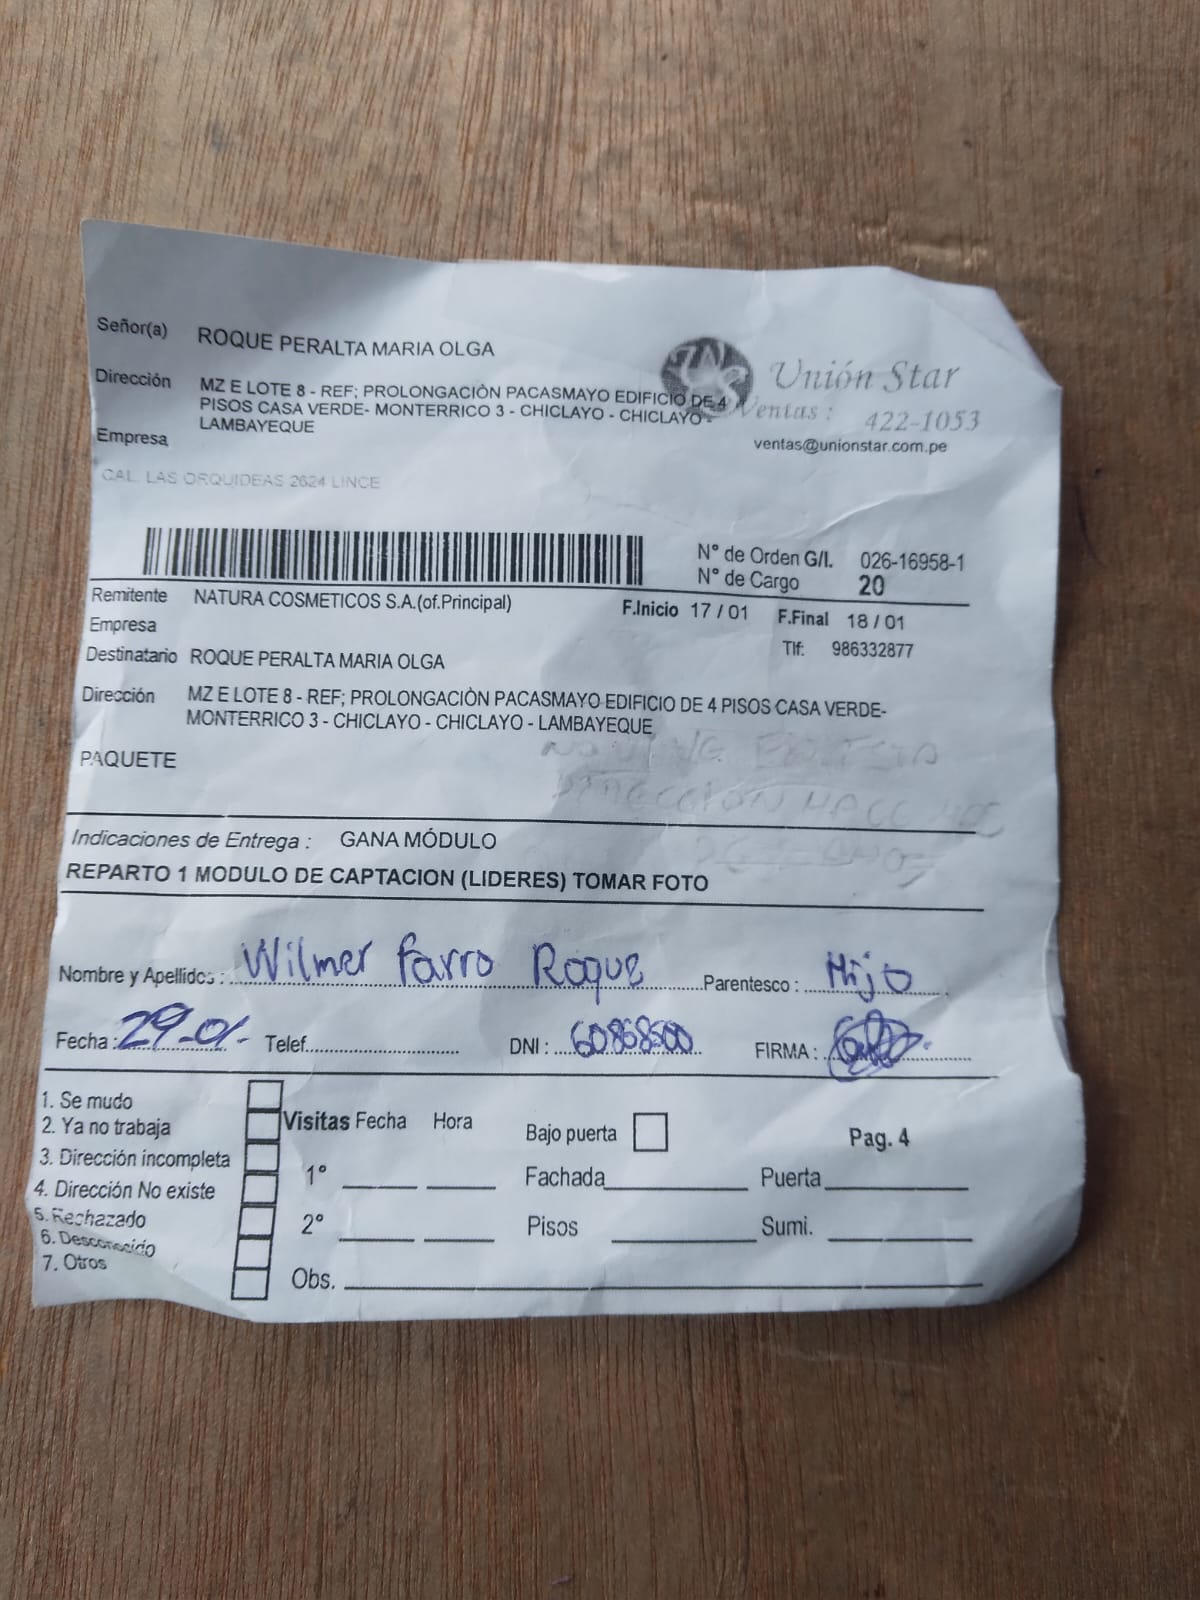 Señor(a) ROQUE PERALTA MARIA OLGA
Dirección MZ E LOTE 8 - REF; PROLONGACIÒN PACASMAYO EDIFICIO DE 4
PISOS CASA VERDE- MONTERRICO 3 - CHICLAYO - CHICLAYO -
LAMBAYEQUE
Empresa
CAL. LAS ORQUIDEAS 2624 LINCE
Unión Star
Ventas : 422-1053
ventas@unionstar.com.pe
N° de Orden G/I. 026-16958-1
N° de Cargo 20
Remitente NATURA COSMETICOS S.A.(of.Principal) F.Inicio 17 / 01 F.Final 18 / 01
Empresa
Tlf: 986332877
Destinatario ROQUE PERALTA MARIA OLGA
Dirección MZ E LOTE 8 - REF; PROLONGACIÒN PACASMAYO EDIFICIO DE 4 PISOS CASA VERDE-
MONTERRICO 3 - CHICLAYO - CHICLAYO - LAMBAYEQUE
PAQUETE
DIRECCION
Indicaciones de Entrega : GANA MÓDULO
REPARTO 1 MODULO DE CAPTACION (LIDERES) TOMAR FOTO
Nombre y Apellidos : Wilmer Farro Roque Parentesco : Hijo
Fecha : 29-01- Telef. DNI : 60868500 FIRMA :
1. Se mudo
2. Ya no trabaja
3. Dirección incompleta
4. Dirección No existe
5. Rechazado
6. Desconocido
7. Otros
Visitas Fecha Hora
1°
2°
Obs.
Bajo puerta Pag. 4
Fachada Puerta
Pisos Sumi.